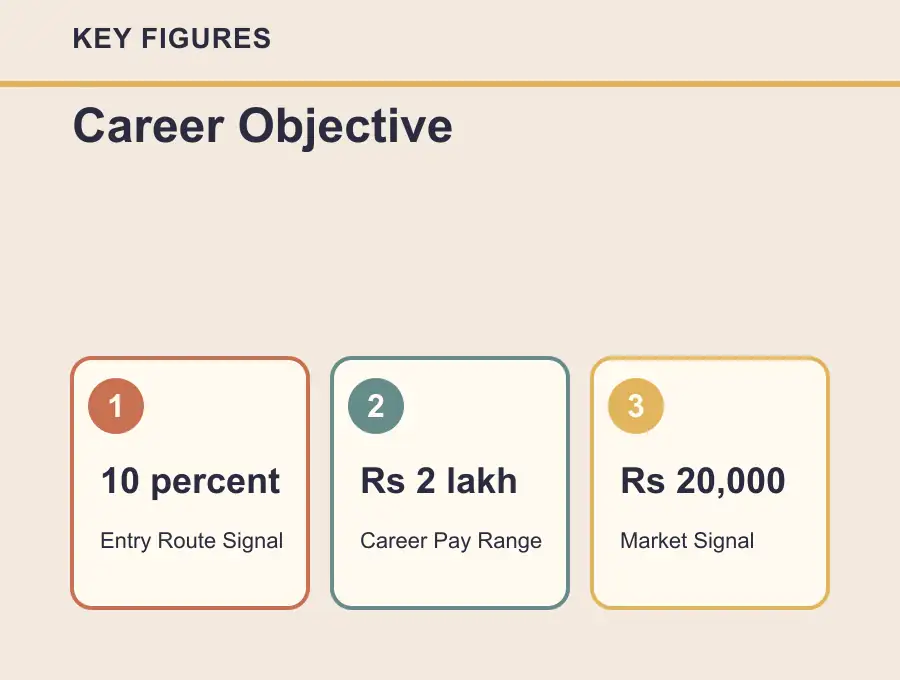 KEY FIGURES
Career Objective
1
10 percent
Entry Route Signal
2
Rs 2 lakh
Career Pay Range
3
Rs 20,000
Market Signal